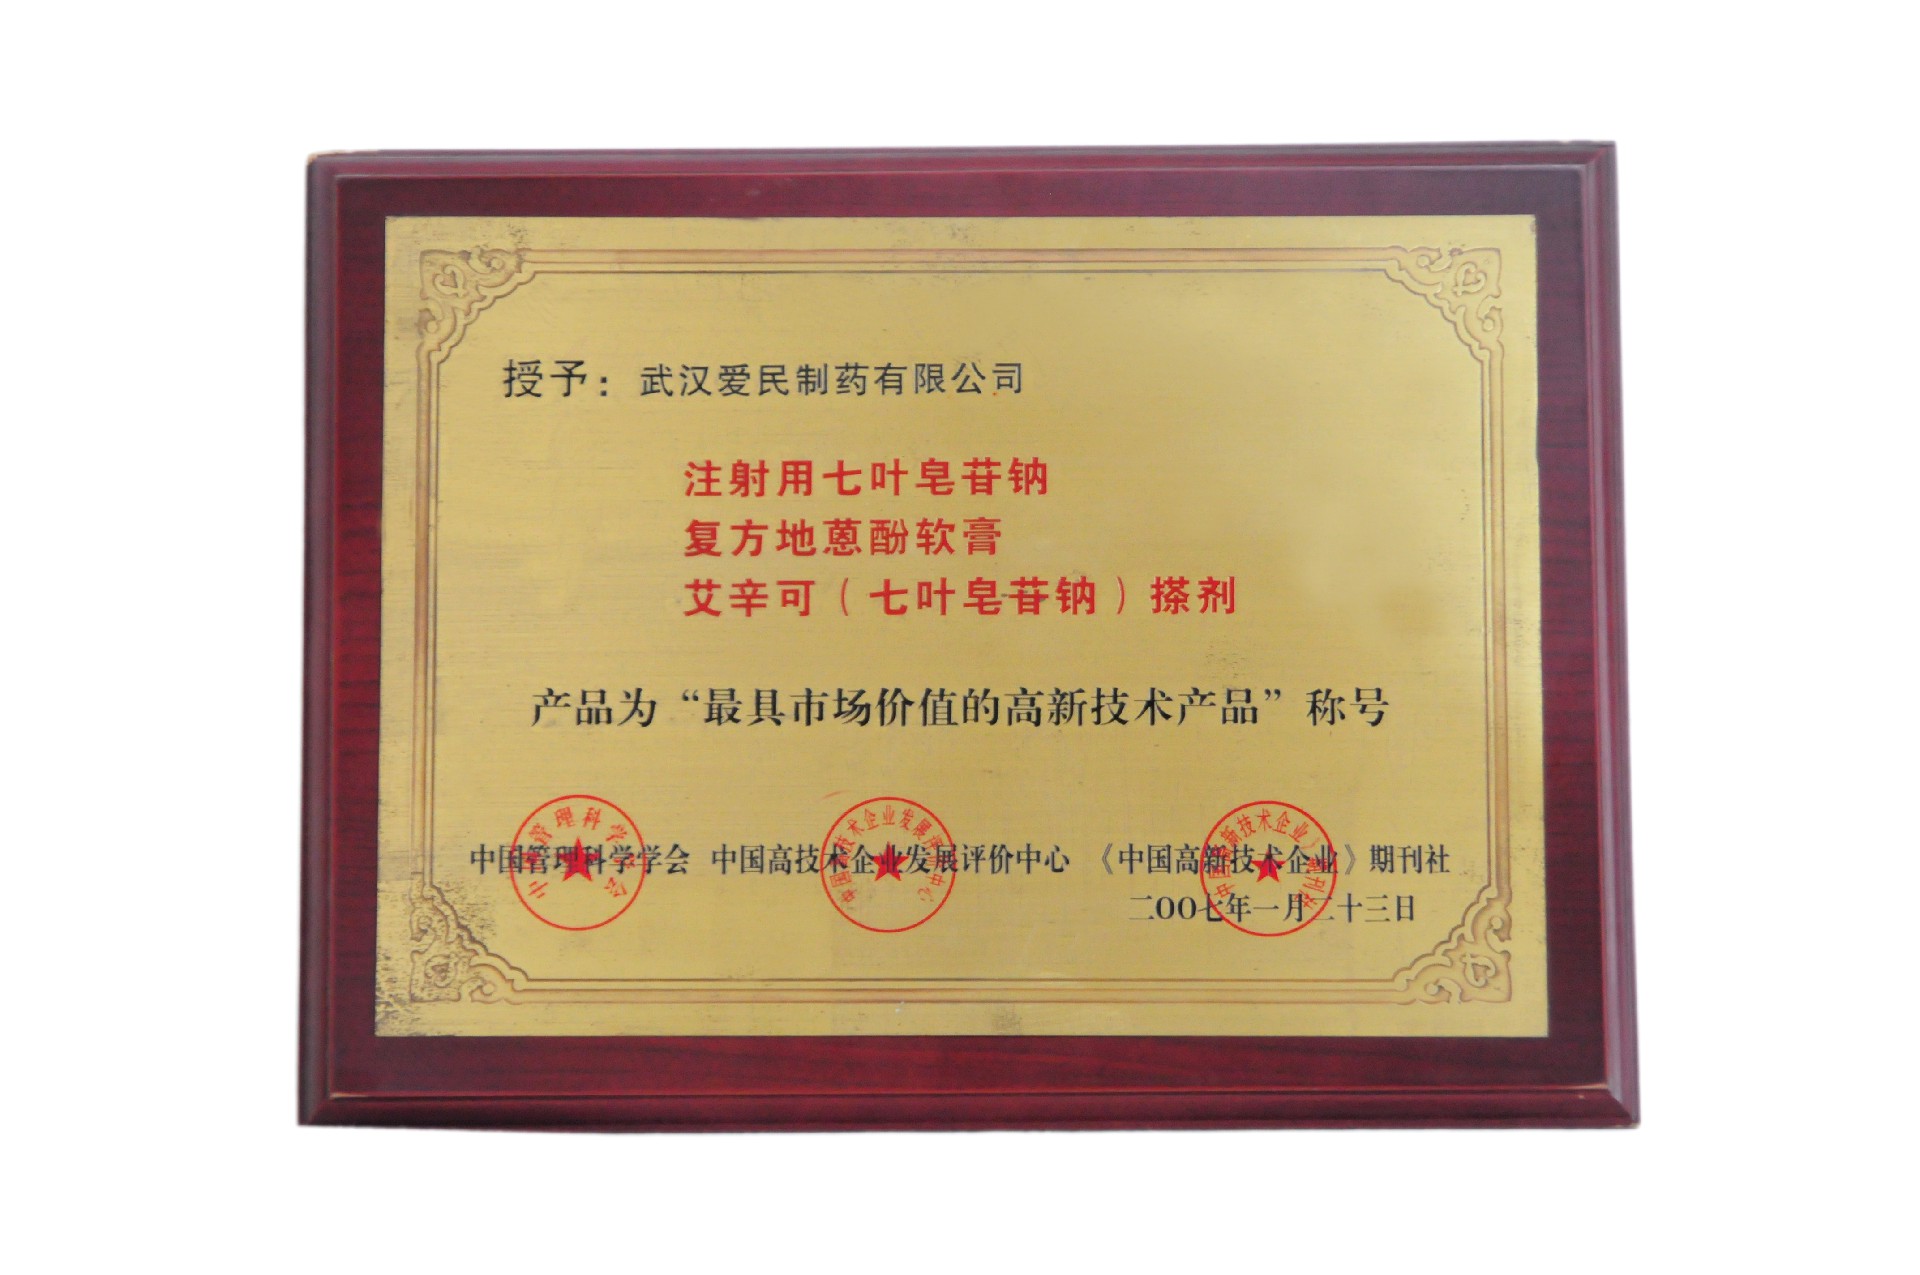 授予：武汉爱民制药有限公司
注射用七叶皂苷钠
复方地蒽酚软膏
艾辛可（七叶皂苷钠）搽剂
产品为“最具市场价值的高新技术产品”称号
中国管理科学学会 中国高技术企业发展评价中心 《中国高新技术企业》期刊社
二OO七年一月二十三日